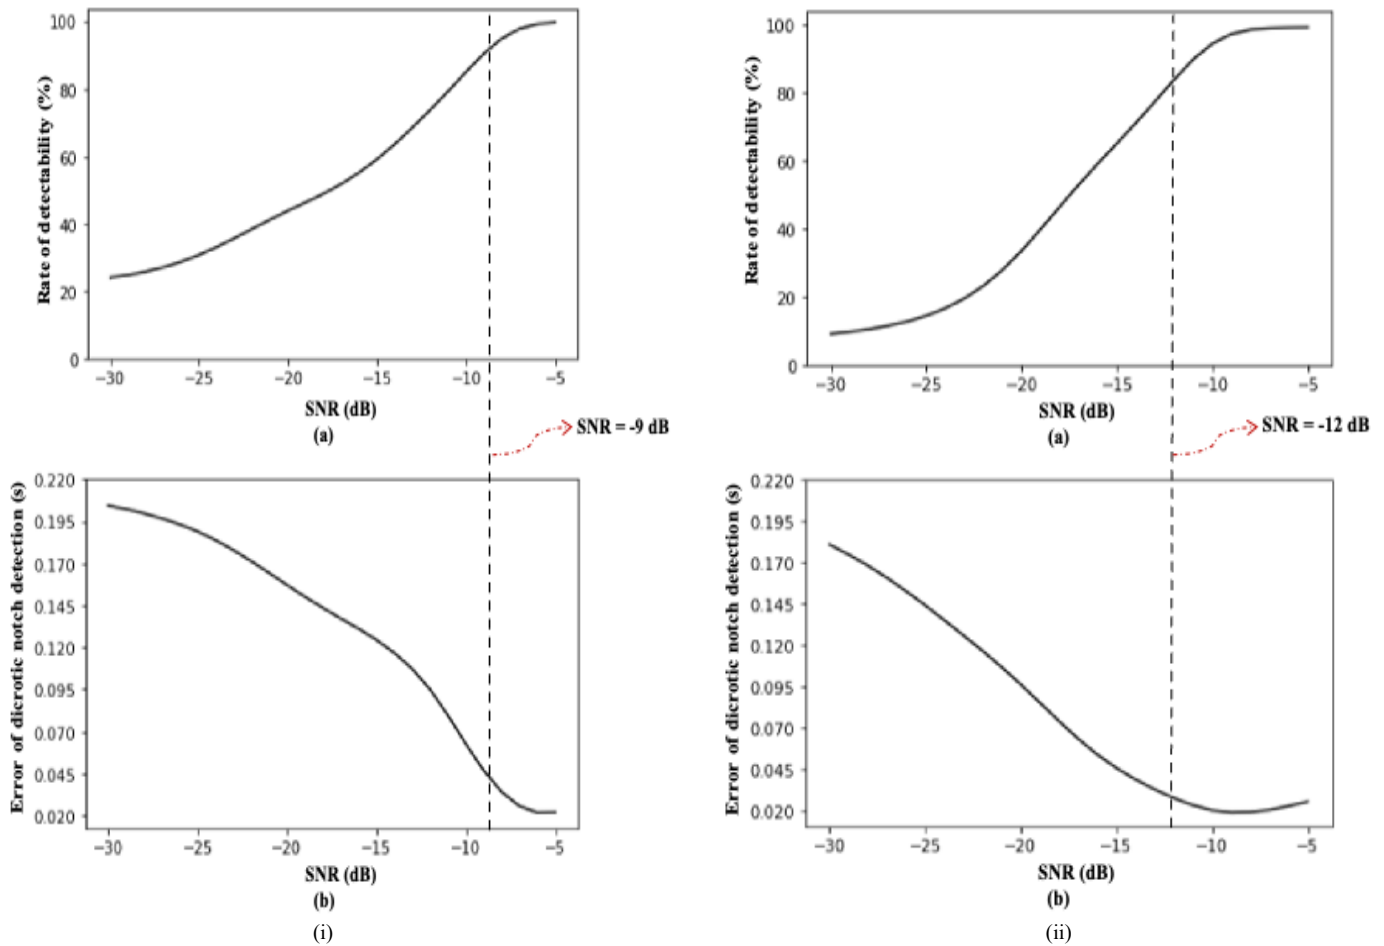 Rate of detectability (%)
100
80
60
40
20
0
−30 −25 −20 −15 −10 −5
SNR (dB)
(a)
SNR = -9 dB
Error of dicrotic notch detection (s)
0.220
0.195
0.170
0.145
0.120
0.095
0.070
0.045
0.020
−30 −25 −20 −15 −10 −5
SNR (dB)
(b)
(i)
Rate of detectability (%)
100
80
60
40
20
0
−30 −25 −20 −15 −10 −5
SNR (dB)
(a)
SNR = -12 dB
Error of dicrotic notch detection (s)
0.220
0.195
0.170
0.145
0.120
0.095
0.070
0.045
0.020
−30 −25 −20 −15 −10 −5
SNR (dB)
(b)
(ii)